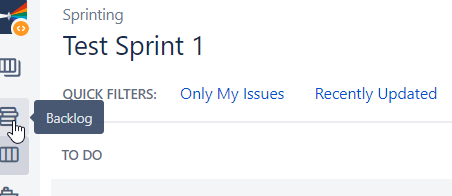 Sprinting
Test Sprint 1
QUICK FILTERS: Only My Issues Recently Updated
Backlog
TO DO